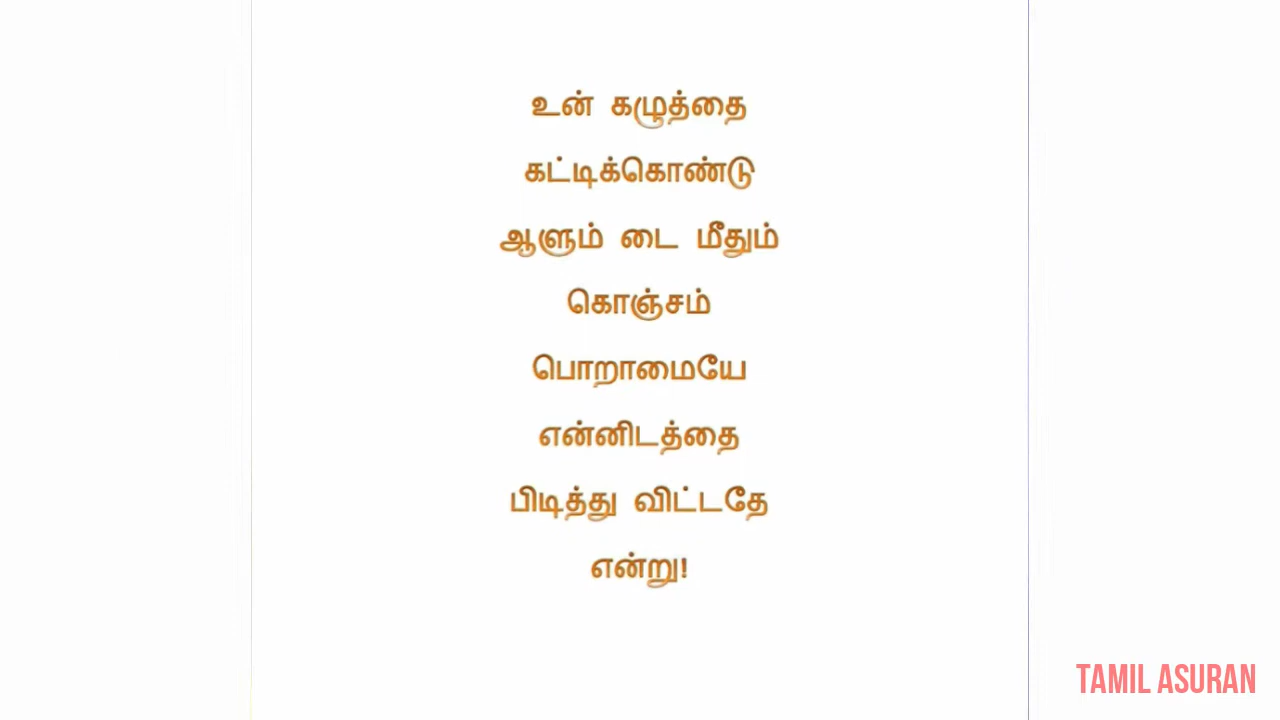 உன் கழுத்தை
கட்டிக்கொண்டு
ஆளும் டை மீதும்
கொஞ்சம்
பொறாமையே
என்னிடத்தை
பிடித்து விட்டதே
என்று!
TAMIL ASURAN